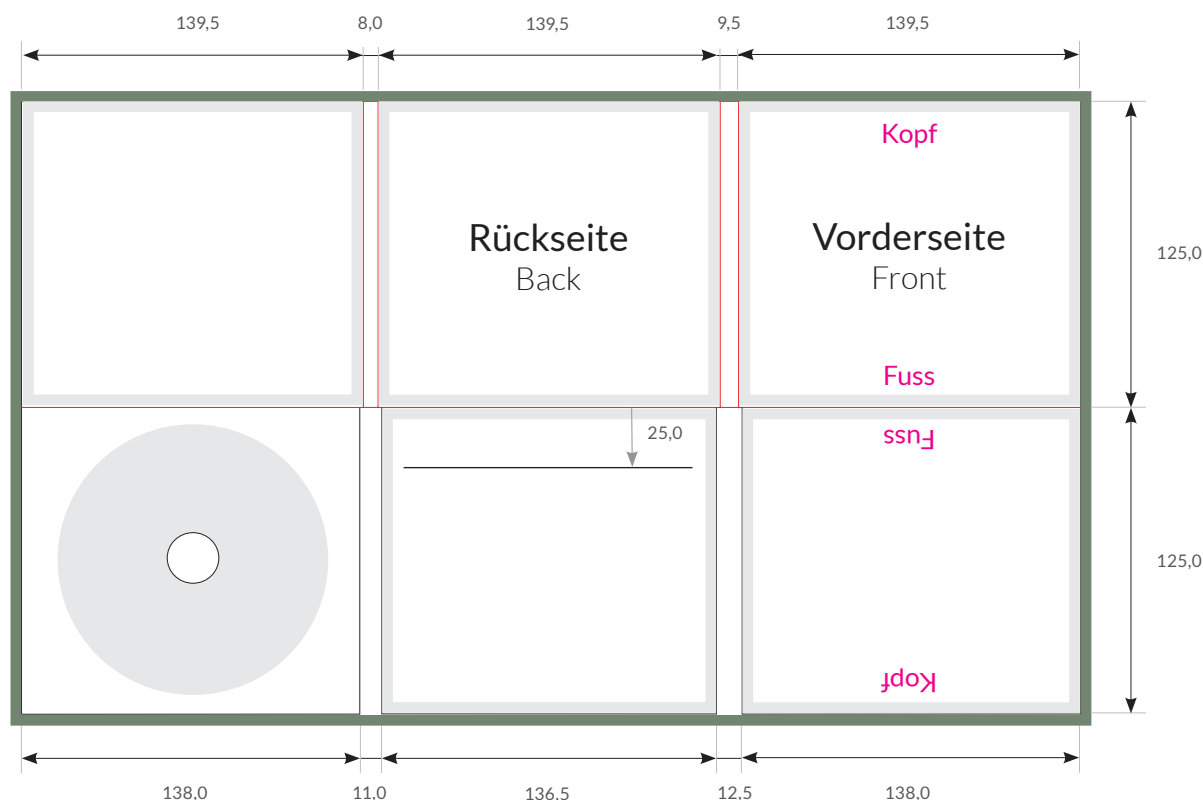 139,5
8,0
139,5
9,5
139,5
Kopf
Rückseite
Back
Vorderseite
Front
125,0
Fuss
Fuss
25,0
125,0
Kopf
138,0
11,0
136,5
12,5
138,0